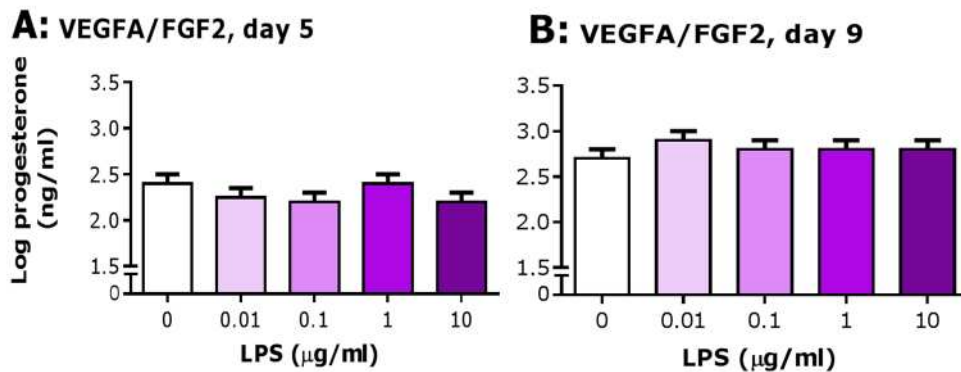 A: VEGFA/FGF2, day 5
Log progesterone
(ng/ml)
3.5
3.0
2.5
2.0
1.5
0
0 0.01 0.1 1 10
LPS (μg/ml)
B: VEGFA/FGF2, day 9
3.5
3.0
2.5
2.0
1.5
0
0 0.01 0.1 1 10
LPS (μg/ml)